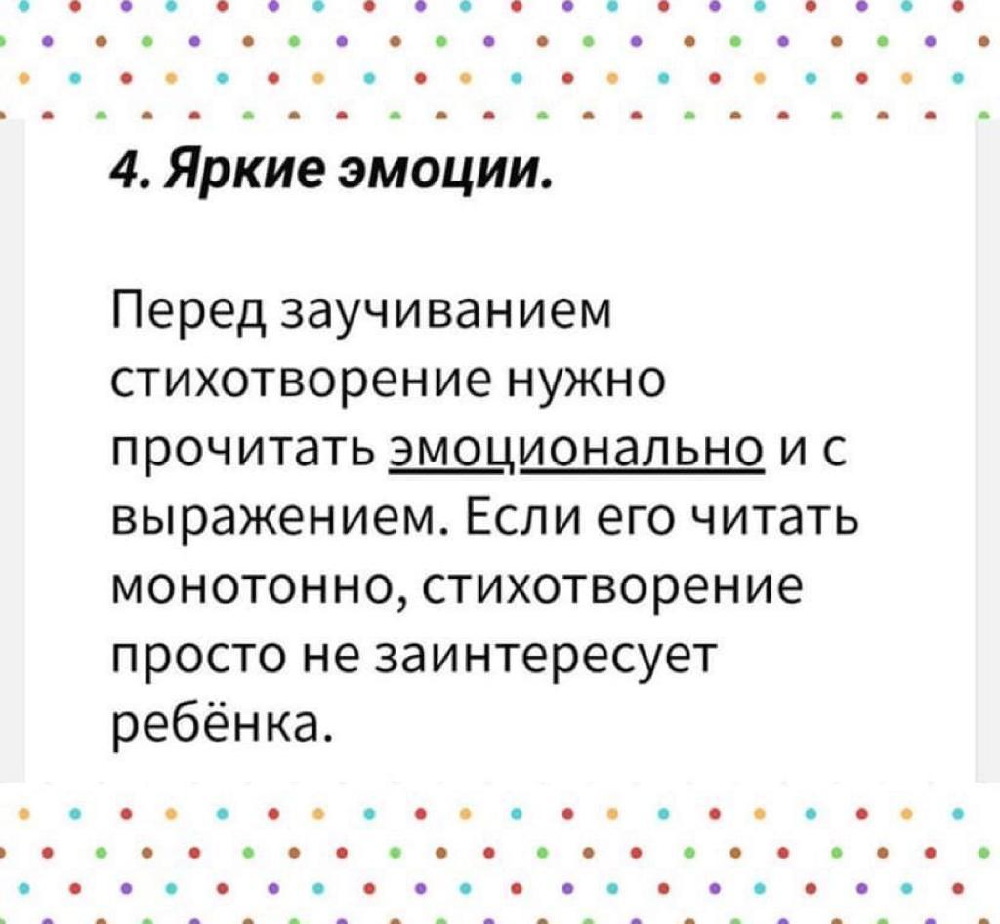 4. Яркие эмоции.
Перед заучиванием
стихотворение нужно
прочитать эмоционально и с
выражением. Если его читать
монотонно, стихотворение
просто не заинтересует
ребёнка.